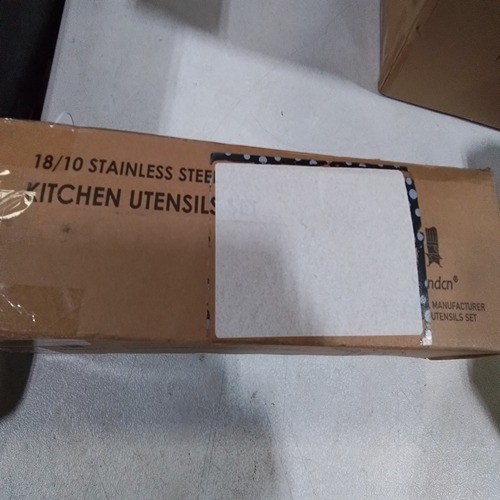 18/10 STAINLESS STEE
KITCHEN UTENSILS
ndcn®
MANUFACTURER
UTENSILS SET